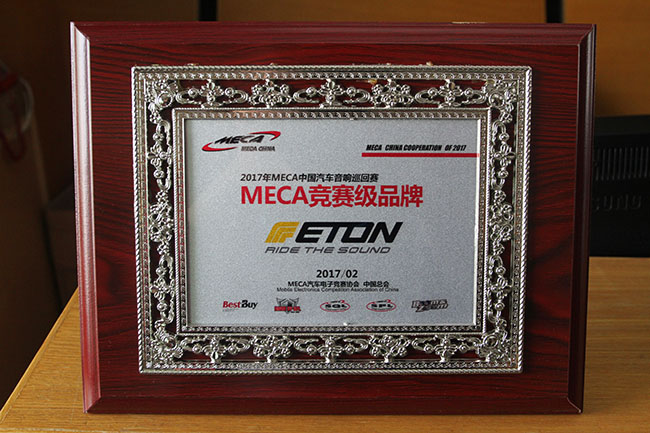 MECA
MECA CHINA
MECA CHINA COOPERATION OF 2017
2017年MECA中国汽车音响巡回赛
MECA竞赛级品牌
ETON
RIDE THE SOUND
2017/02
MECA汽车电子竞赛协会 中国总会
Mobile Electronics Competition Association of China
BestBuy
SQL
SPL